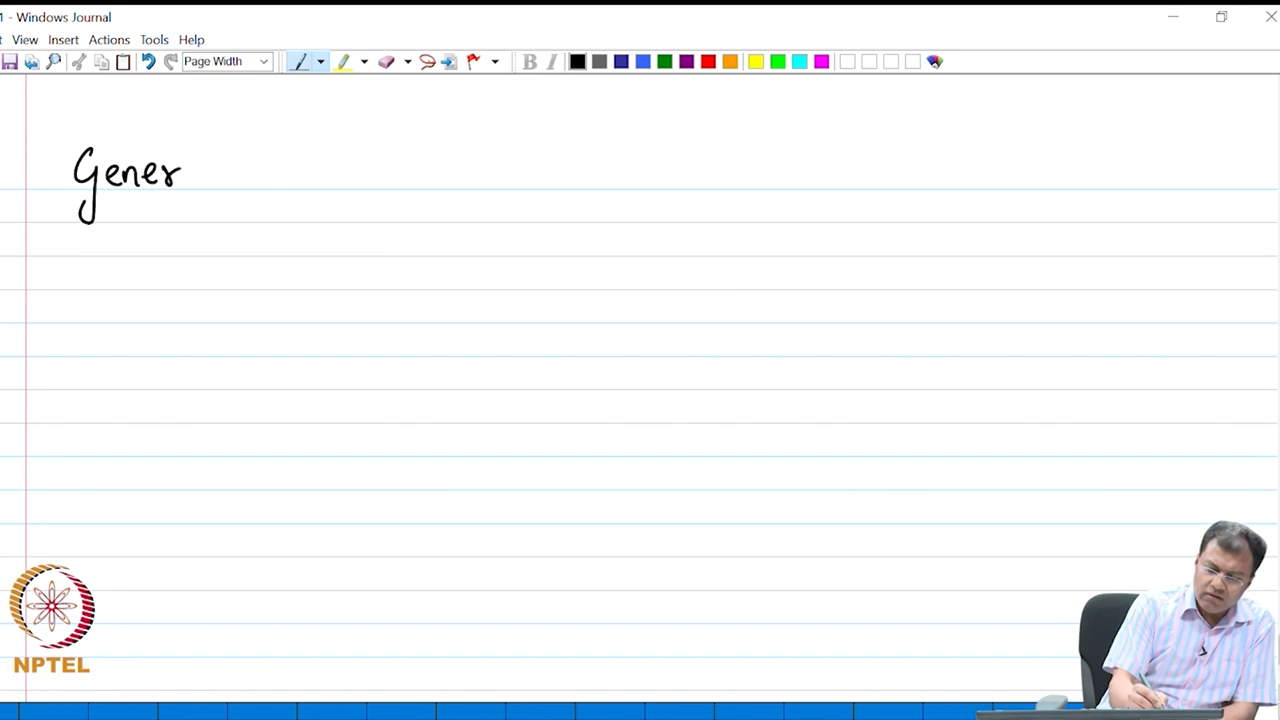 1 - Windows Journal
t View Insert Actions Tools Help
Page Width B I
Gener
NPTEL